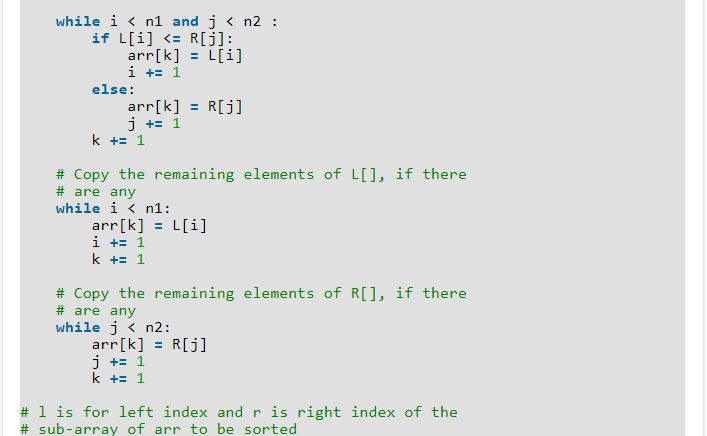 while i < n1 and j < n2 :
if L[i] <= R[j]:
arr[k] = L[i]
i += 1
else:
arr[k] = R[j]
j += 1
k += 1
# Copy the remaining elements of L[], if there
# are any
while i < n1:
arr[k] = L[i]
i += 1
k += 1
# Copy the remaining elements of R[], if there
# are any
while j < n2:
arr[k] = R[j]
j += 1
k += 1
# l is for left index and r is right index of the
# sub-array of arr to be sorted